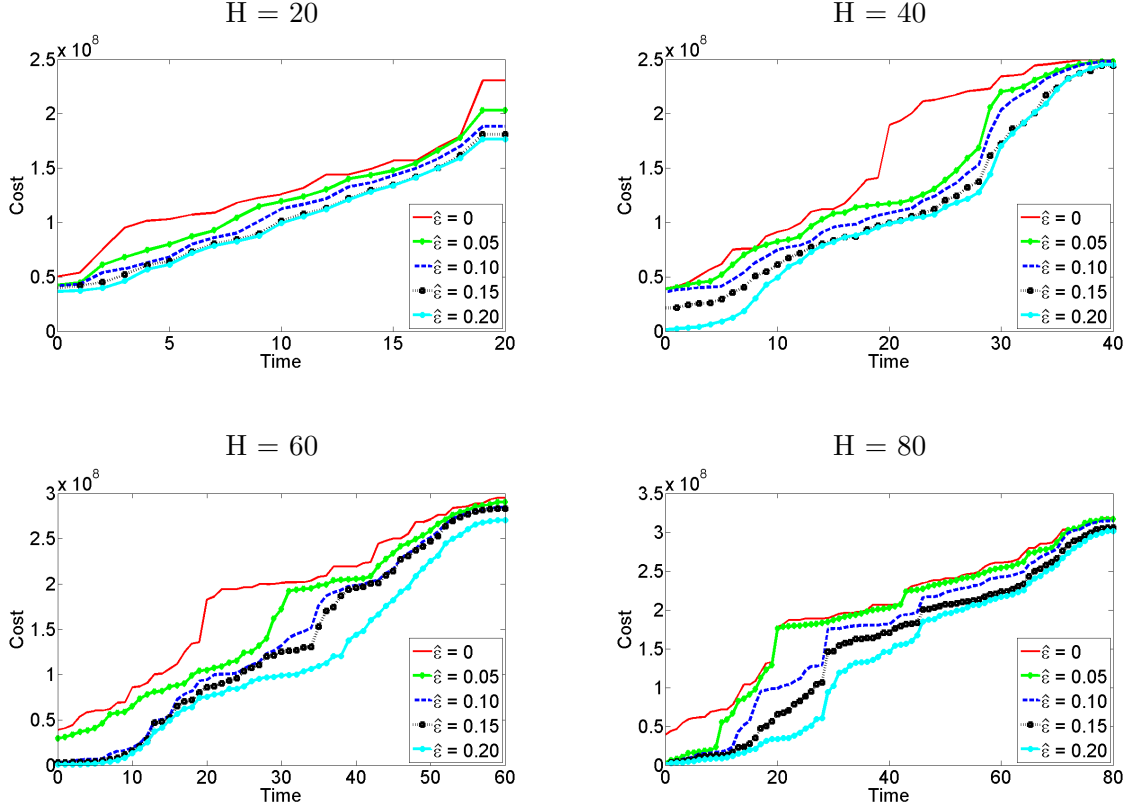 H = 20
x 10^8
2.5
2
1.5
1
0.5
0
Cost
0 5 10 15 20
Time
ε̂ = 0
ε̂ = 0.05
ε̂ = 0.10
ε̂ = 0.15
ε̂ = 0.20
H = 40
x 10^8
2.5
2
1.5
1
0.5
0
Cost
0 10 20 30 40
Time
ε̂ = 0
ε̂ = 0.05
ε̂ = 0.10
ε̂ = 0.15
ε̂ = 0.20
H = 60
x 10^8
3
2.5
2
1.5
1
0.5
0
Cost
0 10 20 30 40 50 60
Time
ε̂ = 0
ε̂ = 0.05
ε̂ = 0.10
ε̂ = 0.15
ε̂ = 0.20
H = 80
x 10^8
3.5
3
2.5
2
1.5
1
0.5
0
Cost
0 20 40 60 80
Time
ε̂ = 0
ε̂ = 0.05
ε̂ = 0.10
ε̂ = 0.15
ε̂ = 0.20